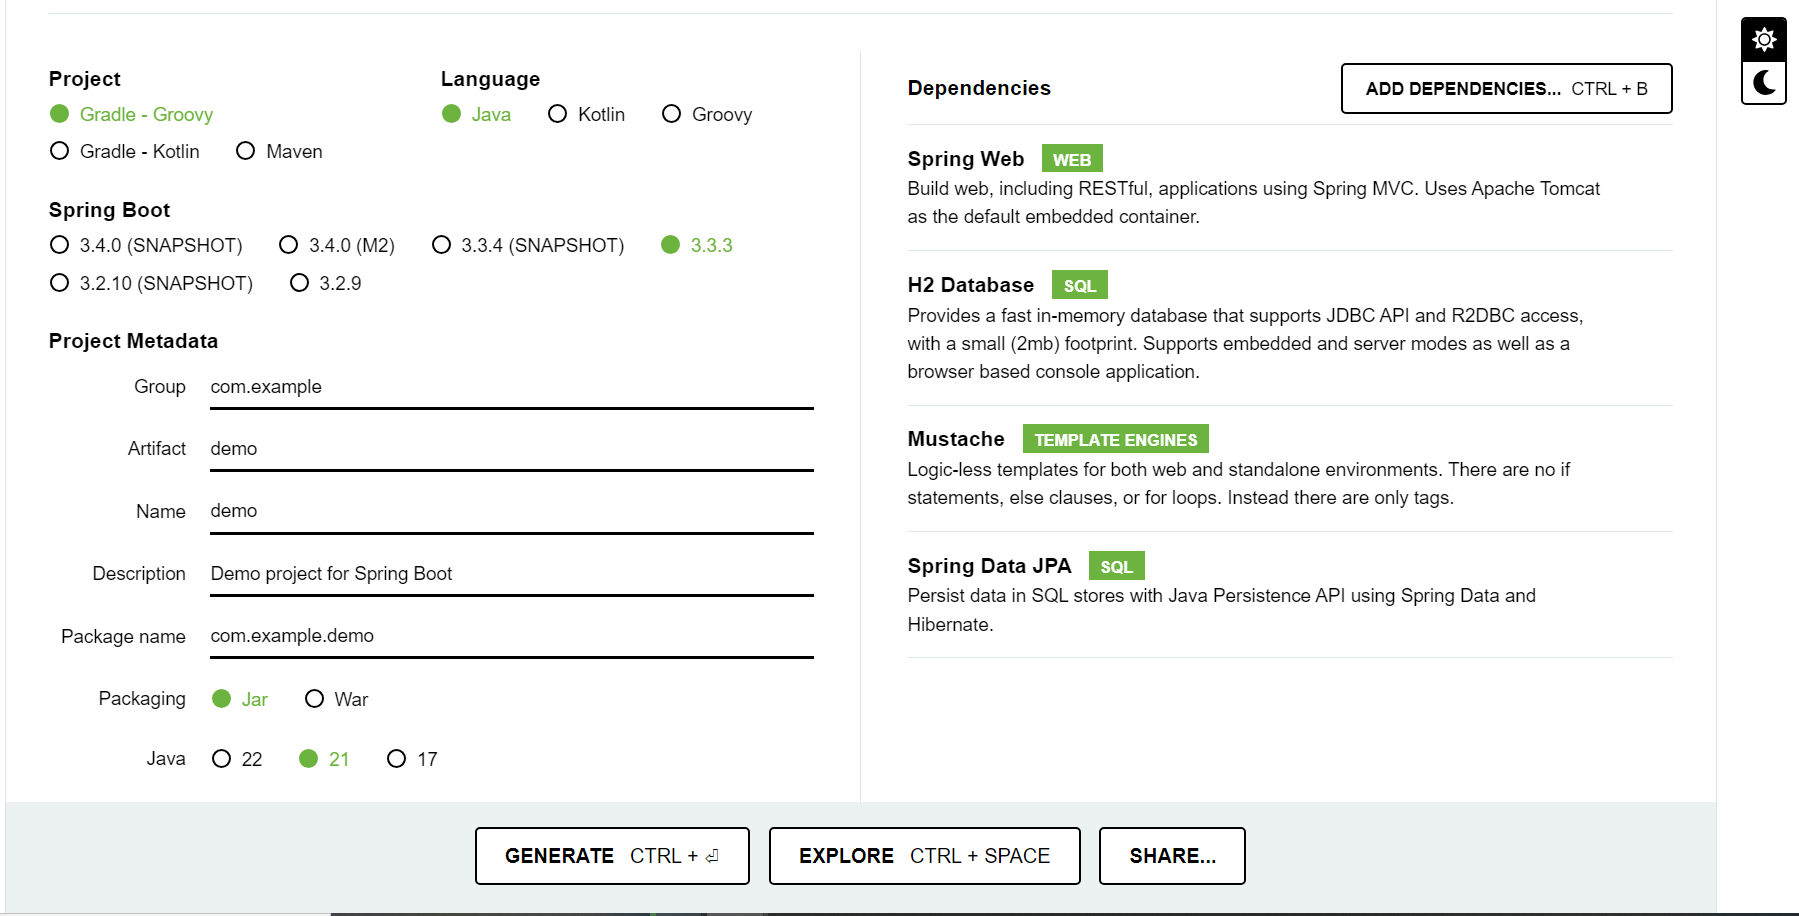 Project
Gradle - Groovy
Gradle - Kotlin Maven
Language
Java Kotlin Groovy
Spring Boot
3.4.0 (SNAPSHOT) 3.4.0 (M2) 3.3.4 (SNAPSHOT) 3.3.3
3.2.10 (SNAPSHOT) 3.2.9
Project Metadata
Group com.example
Artifact demo
Name demo
Description Demo project for Spring Boot
Package name com.example.demo
Packaging Jar War
Java 22 21 17
Dependencies ADD DEPENDENCIES... CTRL + B
Spring Web WEB
Build web, including RESTful, applications using Spring MVC. Uses Apache Tomcat
as the default embedded container.
H2 Database SQL
Provides a fast in-memory database that supports JDBC API and R2DBC access,
with a small (2mb) footprint. Supports embedded and server modes as well as a
browser based console application.
Mustache TEMPLATE ENGINES
Logic-less templates for both web and standalone environments. There are no if
statements, else clauses, or for loops. Instead there are only tags.
Spring Data JPA SQL
Persist data in SQL stores with Java Persistence API using Spring Data and
Hibernate.
GENERATE CTRL + ⏎ EXPLORE CTRL + SPACE SHARE...